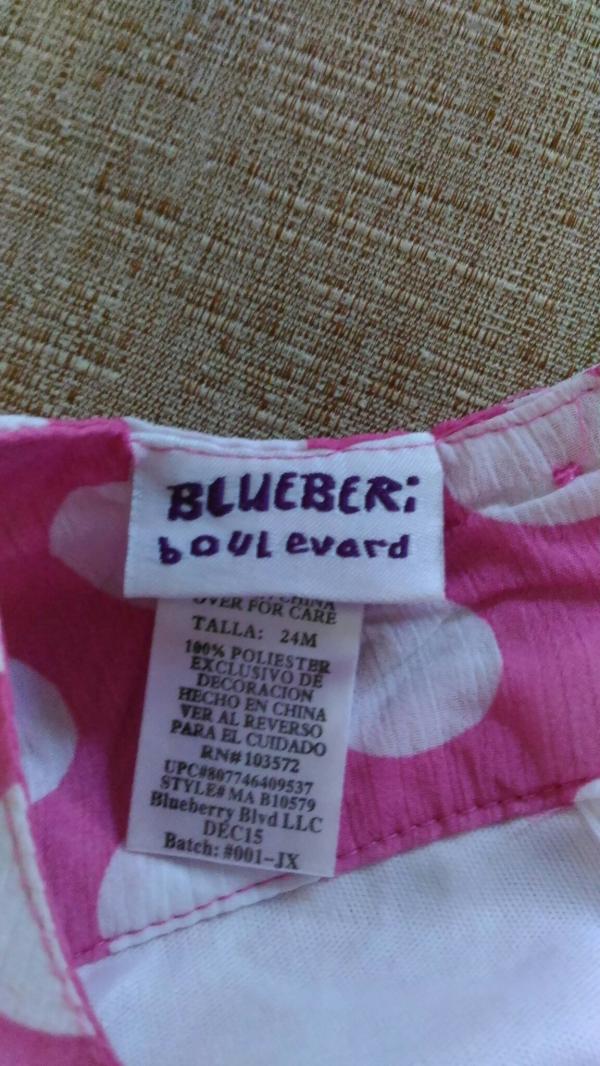 BLUEBERi
boulevard
CHINA
OVER FOR CARE
TALLA: 24M
100% POLIESTER
EXCLUSIVO DE
DECORACION
HECHO EN CHINA
VER AL REVERSO
PARA EL CUIDADO
RN# 103572
UPC#807746409537
STYLE# MA B10579
Blueberry Blvd LLC
DEC15
Batch: #001-JX